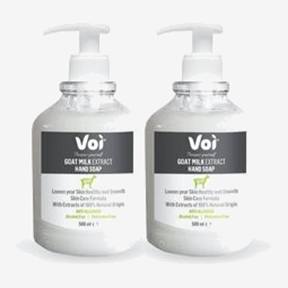 Voi
GOAT MILK EXTRACT
HAND SOAP
Leaves your Skin Healthy and Smooth
Skin Care Formula
With Extracts of 100% Natural Origin
500 ml e
Voi
GOAT MILK EXTRACT
HAND SOAP
Leaves your Skin Healthy and Smooth
Skin Care Formula
With Extracts of 100% Natural Origin
500 ml e